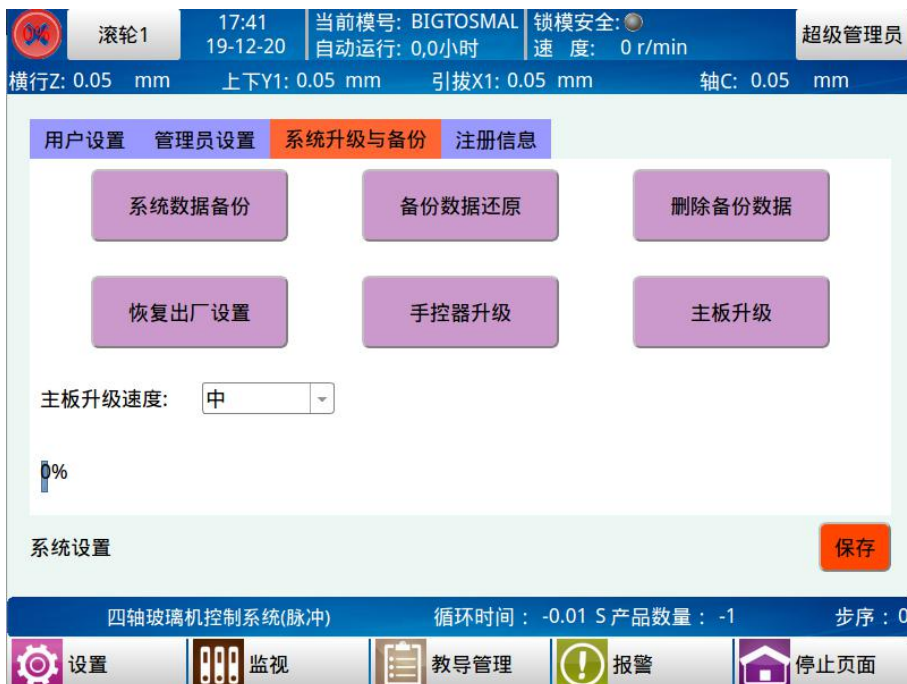 滚轮1
17:41
19-12-20
当前模号: BIGTOSMAL
自动运行: 0,0小时
锁模安全:
速 度: 0 r/min
超级管理员
横行Z: 0.05 mm 上下Y1: 0.05 mm 引拔X1: 0.05 mm 轴C: 0.05 mm
用户设置 管理员设置 系统升级与备份 注册信息
系统数据备份 备份数据还原 删除备份数据
恢复出厂设置 手控器升级 主板升级
主板升级速度: 中
0%
系统设置 保存
四轴玻璃机控制系统(脉冲) 循环时间： -0.01 S 产品数量： -1 步序：0
设置 监视 教导管理 报警 停止页面